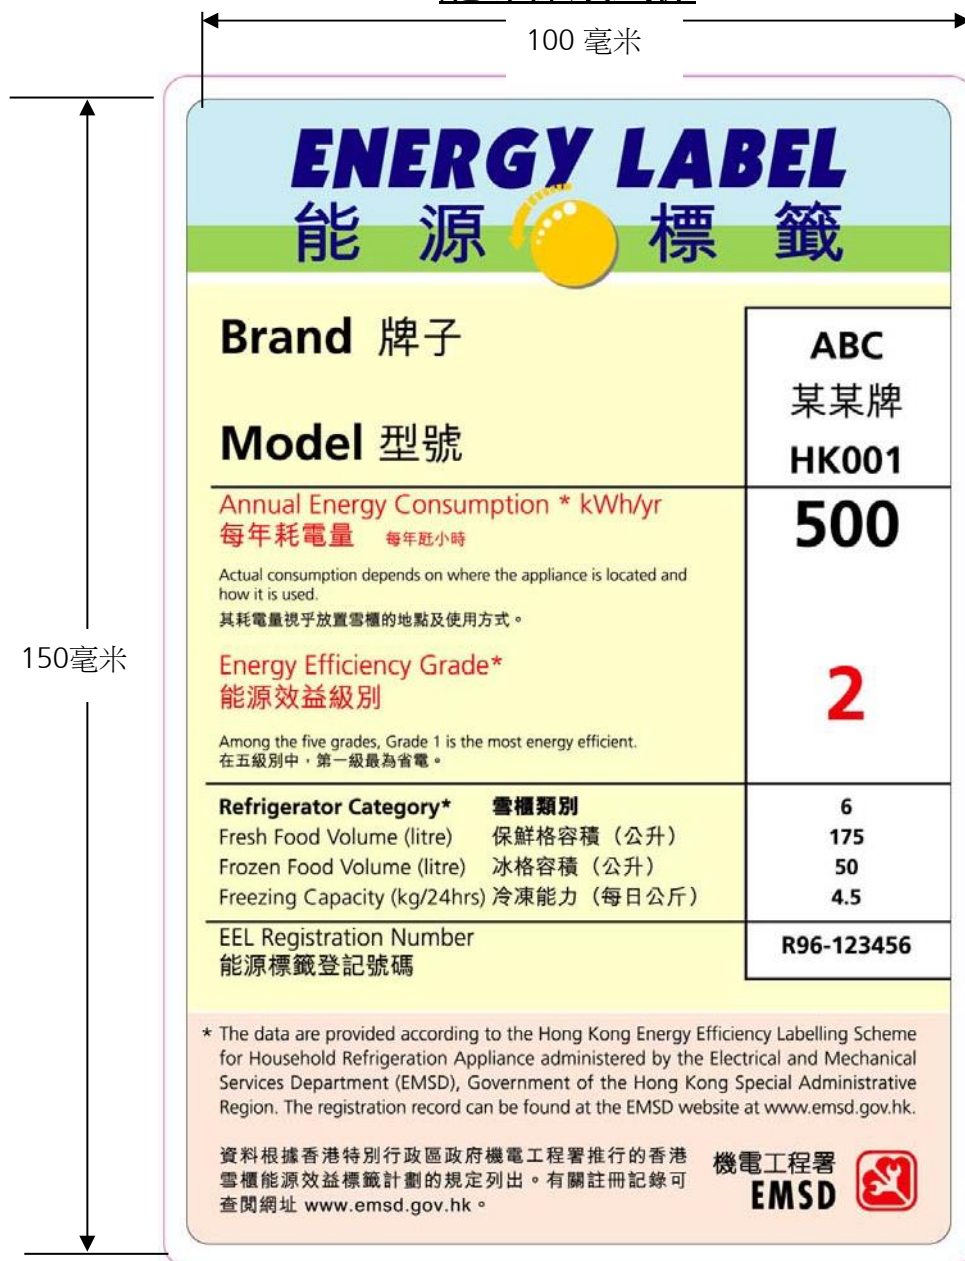 100 毫米
ENERGY LABEL
能源標籤
Brand 牌子
ABC
某某牌
Model 型號
HK001
Annual Energy Consumption * kWh/yr
500
每年耗電量 每年瓩小時
Actual consumption depends on where the appliance is located and
how it is used.
其耗電量視乎放置雪櫃的地點及使用方式。
150毫米
Energy Efficiency Grade*
能源效益級別
2
Among the five grades, Grade 1 is the most energy efficient.
在五級別中，第一級最為省電。
Refrigerator Category* 雪櫃類別 6
Fresh Food Volume (litre) 保鮮格容積（公升） 175
Frozen Food Volume (litre) 冰格容積（公升） 50
Freezing Capacity (kg/24hrs) 冷凍能力（每日公斤） 4.5
EEL Registration Number
能源標籤登記號碼
R96-123456
* The data are provided according to the Hong Kong Energy Efficiency Labelling Scheme
for Household Refrigeration Appliance administered by the Electrical and Mechanical
Services Department (EMSD), Government of the Hong Kong Special Administrative
Region. The registration record can be found at the EMSD website at www.emsd.gov.hk.
資料根據香港特別行政區政府機電工程署推行的香港
雪櫃能源效益標籤計劃的規定列出。有關註冊記錄可
查閱網址 www.emsd.gov.hk。
機電工程署
EMSD